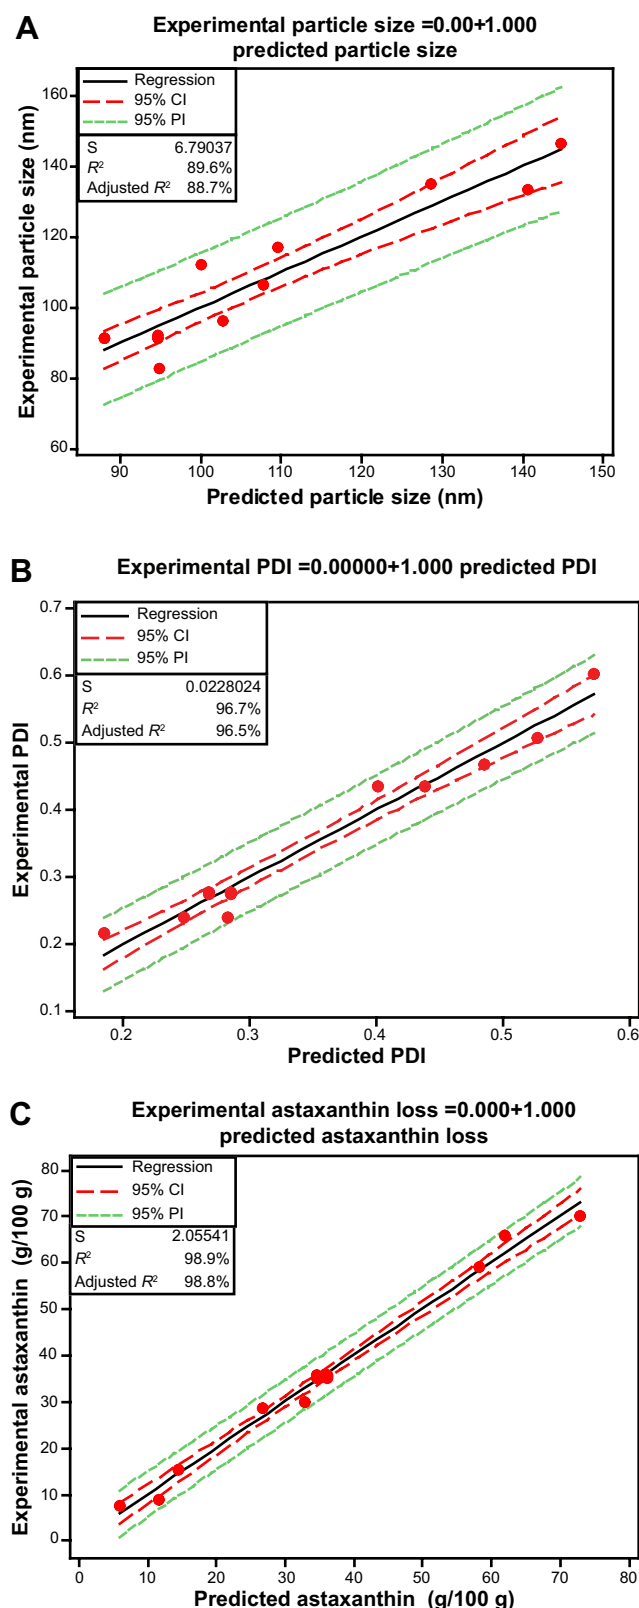 A
Experimental particle size =0.00+1.000
predicted particle size
Regression
95% CI
95% PI
S 6.79037
R² 89.6%
Adjusted R² 88.7%
Experimental particle size (nm)
160
140
120
100
80
60
90 100 110 120 130 140 150
Predicted particle size (nm)
B
Experimental PDI =0.00000+1.000 predicted PDI
Regression
95% CI
95% PI
S 0.0228024
R² 96.7%
Adjusted R² 96.5%
Experimental PDI
0.7
0.6
0.5
0.4
0.3
0.2
0.1
0.2 0.3 0.4 0.5 0.6
Predicted PDI
C
Experimental astaxanthin loss =0.000+1.000
predicted astaxanthin loss
Regression
95% CI
95% PI
S 2.05541
R² 98.9%
Adjusted R² 98.8%
Experimental astaxanthin (g/100 g)
80
70
60
50
40
30
20
10
0
0 10 20 30 40 50 60 70 80
Predicted astaxanthin (g/100 g)